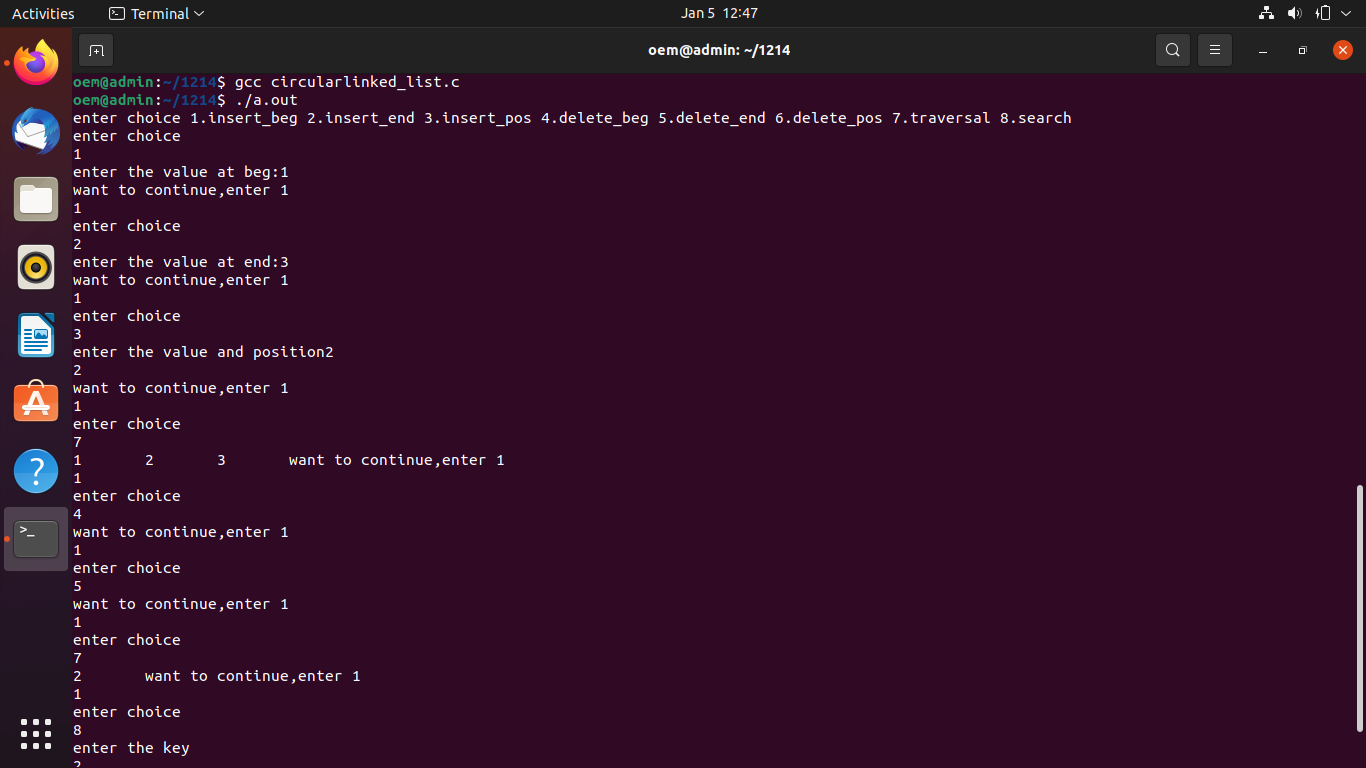 Activities Terminal Jan 5 12:47
oem@admin: ~/1214
oem@admin:~/1214$ gcc circularlinked_list.c
oem@admin:~/1214$ ./a.out
enter choice 1.insert_beg 2.insert_end 3.insert_pos 4.delete_beg 5.delete_end 6.delete_pos 7.traversal 8.search
enter choice
1
enter the value at beg:1
want to continue,enter 1
1
enter choice
2
enter the value at end:3
want to continue,enter 1
1
enter choice
3
enter the value and position2
2
want to continue,enter 1
1
enter choice
7
1       2       3       want to continue,enter 1
1
enter choice
4
want to continue,enter 1
1
enter choice
5
want to continue,enter 1
1
enter choice
7
2       want to continue,enter 1
1
enter choice
8
enter the key
2